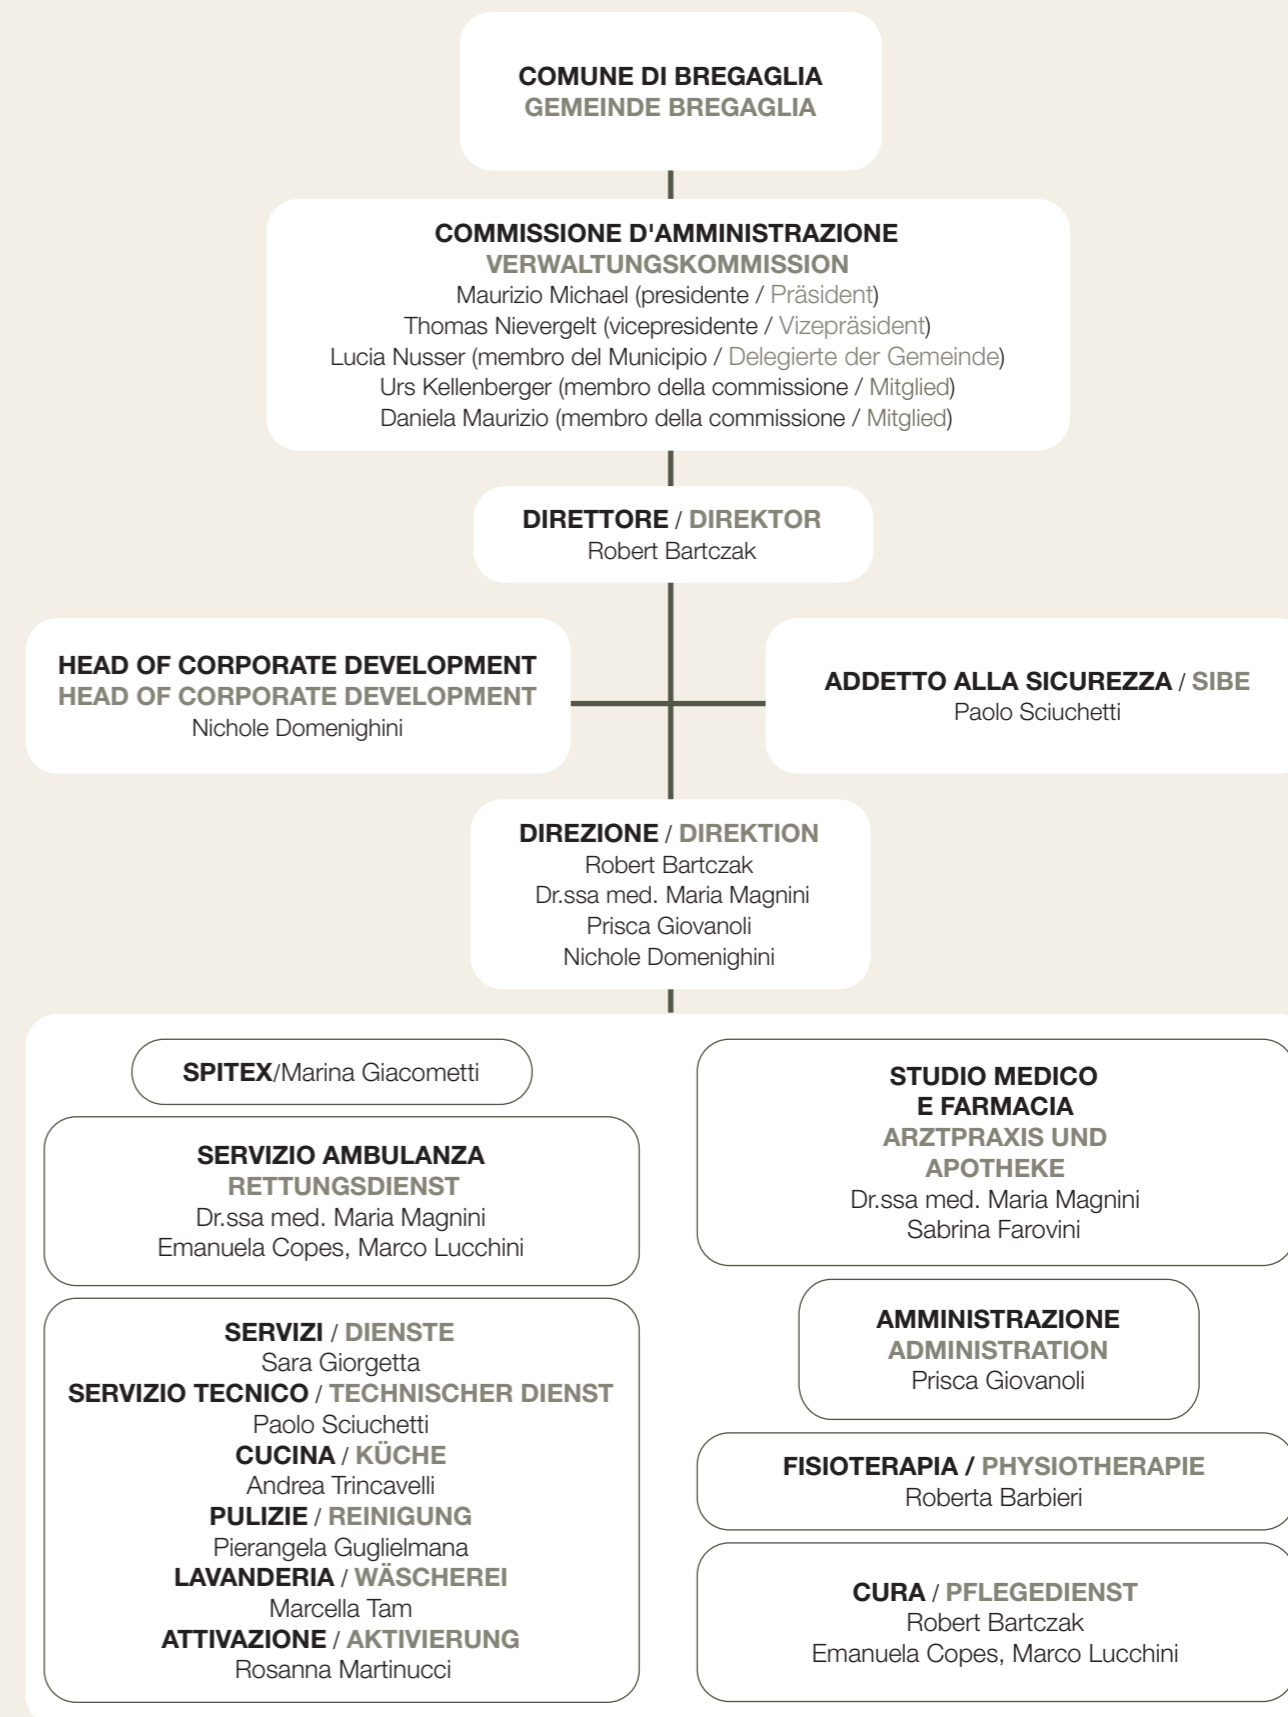 COMUNE DI BREGAGLIA
GEMEINDE BREGAGLIA
COMMISSIONE D'AMMINISTRAZIONE
VERWALTUNGSKOMMISSION
Maurizio Michael (presidente / Präsident)
Thomas Nievergelt (vicepresidente / Vizepräsident)
Lucia Nusser (membro del Municipio / Delegierte der Gemeinde)
Urs Kellenberger (membro della commissione / Mitglied)
Daniela Maurizio (membro della commissione / Mitglied)
DIRETTORE / DIREKTOR
Robert Bartczak
HEAD OF CORPORATE DEVELOPMENT
HEAD OF CORPORATE DEVELOPMENT
Nichole Domenighini
ADDETTO ALLA SICUREZZA / SIBE
Paolo Sciuchetti
DIREZIONE / DIREKTION
Robert Bartczak
Dr.ssa med. Maria Magnini
Prisca Giovanoli
Nichole Domenighini
SPITEX/Marina Giacometti
SERVIZIO AMBULANZA
RETTUNGSDIENST
Dr.ssa med. Maria Magnini
Emanuela Copes, Marco Lucchini
SERVIZI / DIENSTE
Sara Giorgetta
SERVIZIO TECNICO / TECHNISCHER DIENST
Paolo Sciuchetti
CUCINA / KÜCHE
Andrea Trincavelli
PULIZIE / REINIGUNG
Pierangela Guglielmana
LAVANDERIA / WÄSCHEREI
Marcella Tam
ATTIVAZIONE / AKTIVIERUNG
Rosanna Martinucci
STUDIO MEDICO
E FARMACIA
ARZTPRAXIS UND
APOTHEKE
Dr.ssa med. Maria Magnini
Sabrina Farovini
AMMINISTRAZIONE
ADMINISTRATION
Prisca Giovanoli
FISIOTERAPIA / PHYSIOTHERAPIE
Roberta Barbieri
CURA / PFLEGEDIENST
Robert Bartczak
Emanuela Copes, Marco Lucchini